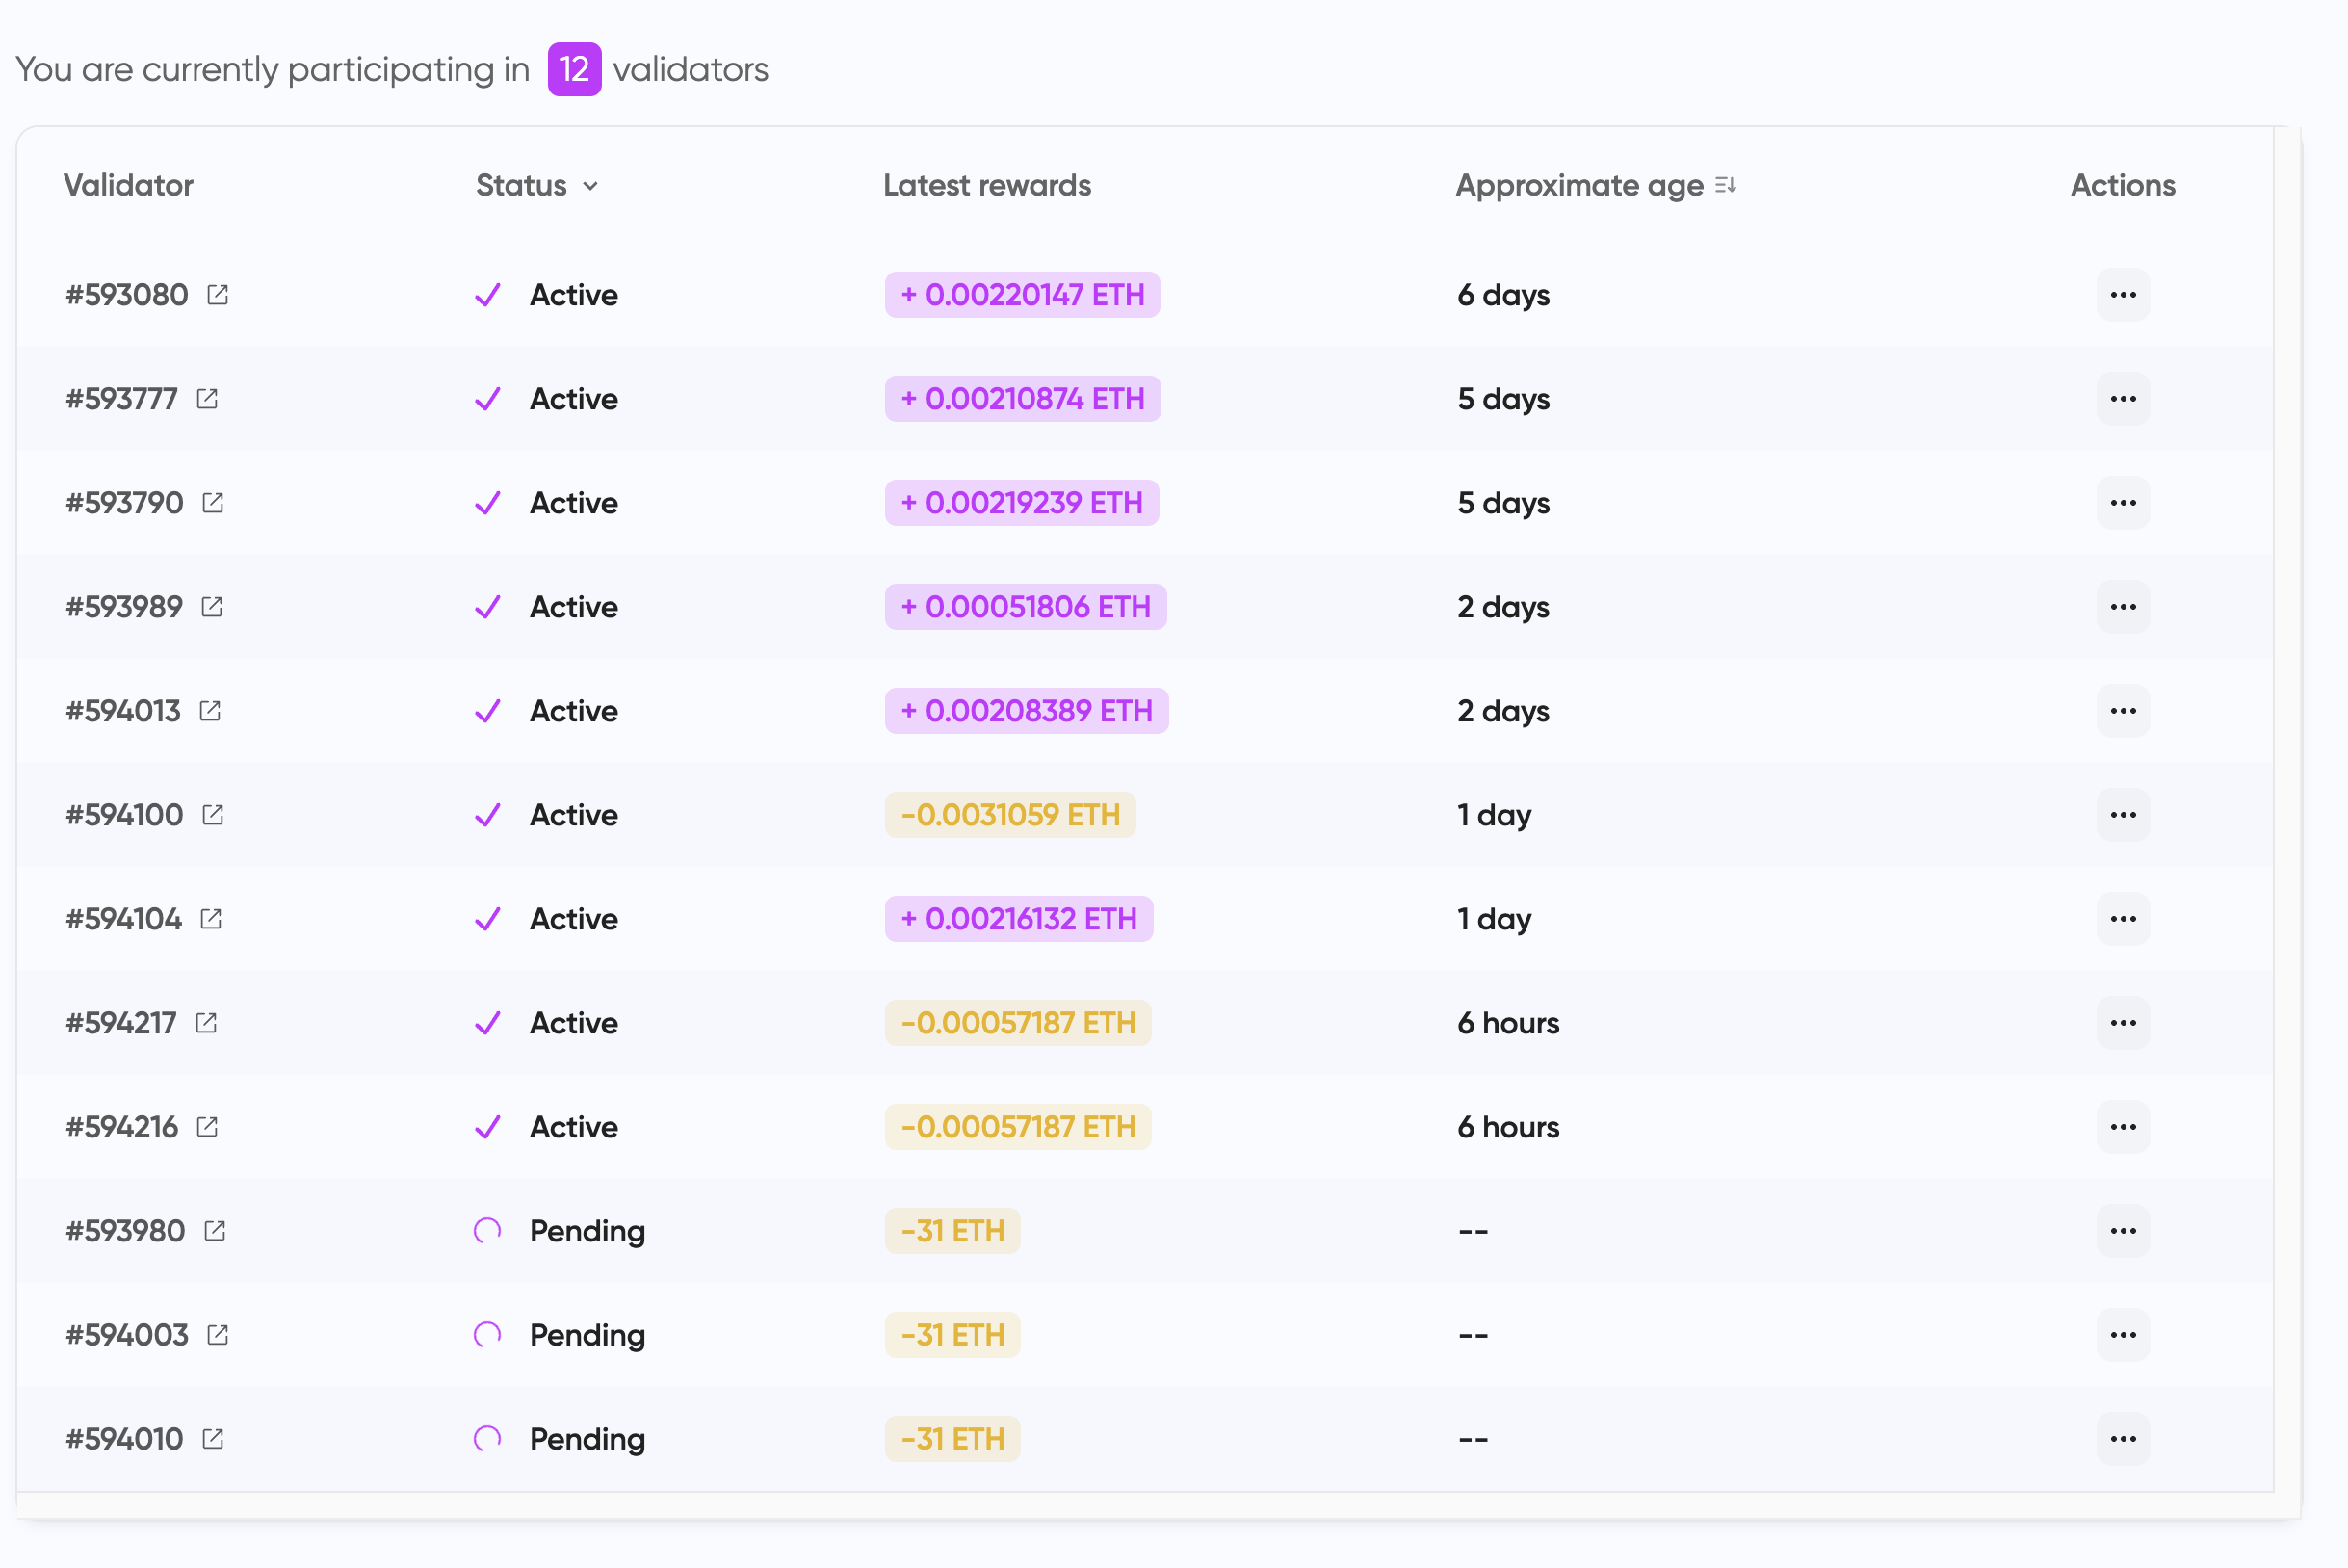 You are currently participating in 12 validators
Validator Status Latest rewards Approximate age Actions
#593080 Active + 0.00220147 ETH 6 days
#593777 Active + 0.00210874 ETH 5 days
#593790 Active + 0.00219239 ETH 5 days
#593989 Active + 0.00051806 ETH 2 days
#594013 Active + 0.00208389 ETH 2 days
#594100 Active -0.0031059 ETH 1 day
#594104 Active + 0.00216132 ETH 1 day
#594217 Active -0.00057187 ETH 6 hours
#594216 Active -0.00057187 ETH 6 hours
#593980 Pending -31 ETH --
#594003 Pending -31 ETH --
#594010 Pending -31 ETH --